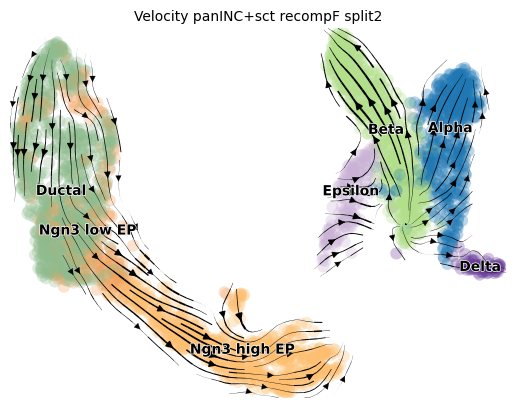 Velocity panINC+sct recompF split2
Beta
Alpha
Ductal
Epsilon
Ngn3 low EP
Delta
Ngn3 high EP